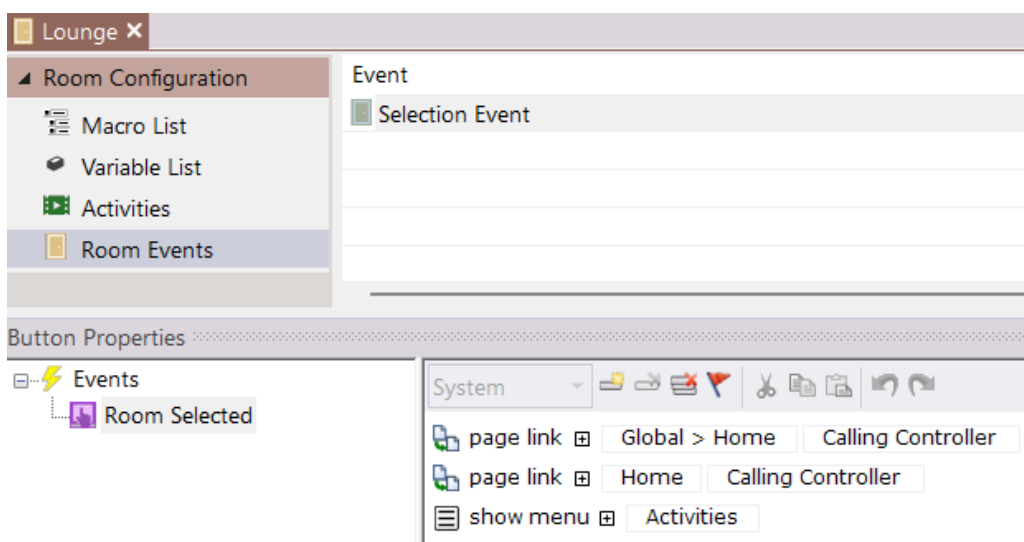 Lounge
Room Configuration
Macro List
Variable List
Activities
Room Events
Event
Selection Event
Button Properties
Events
Room Selected
System
page link Global > Home Calling Controller
page link Home Calling Controller
show menu Activities